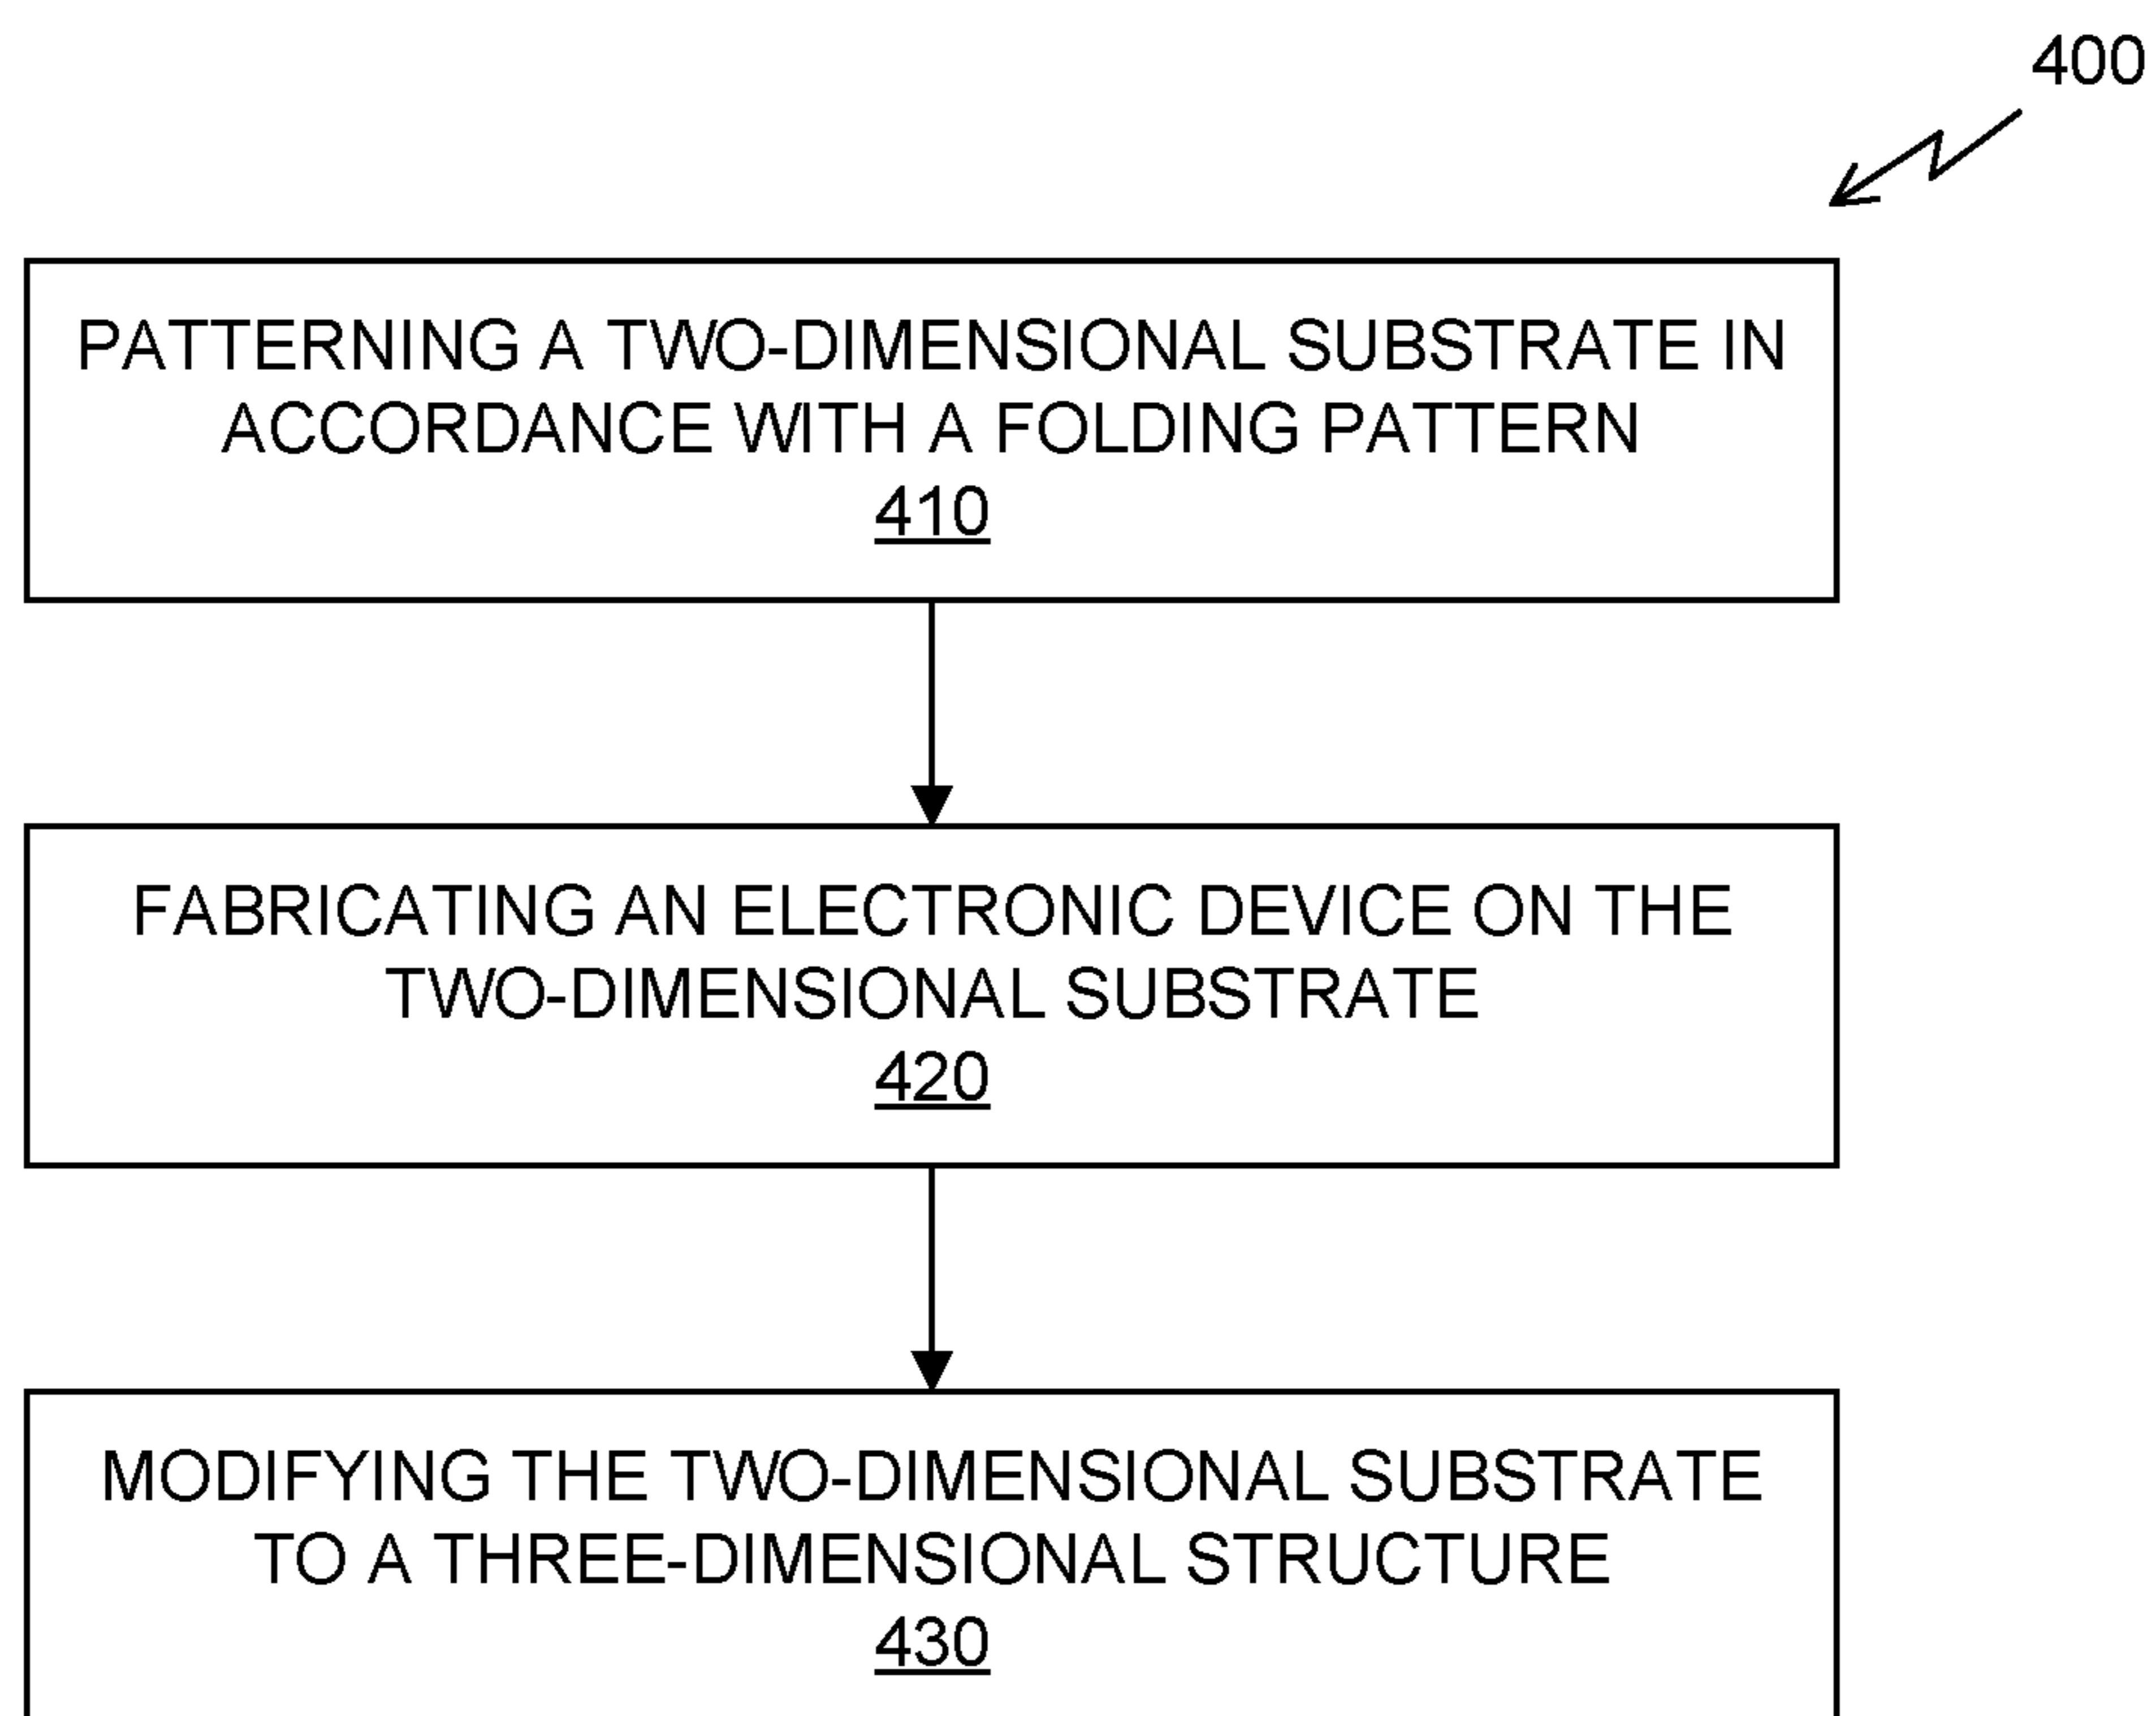 400
PATTERNING A TWO-DIMENSIONAL SUBSTRATE IN
ACCORDANCE WITH A FOLDING PATTERN
410
FABRICATING AN ELECTRONIC DEVICE ON THE
TWO-DIMENSIONAL SUBSTRATE
420
MODIFYING THE TWO-DIMENSIONAL SUBSTRATE
TO A THREE-DIMENSIONAL STRUCTURE
430